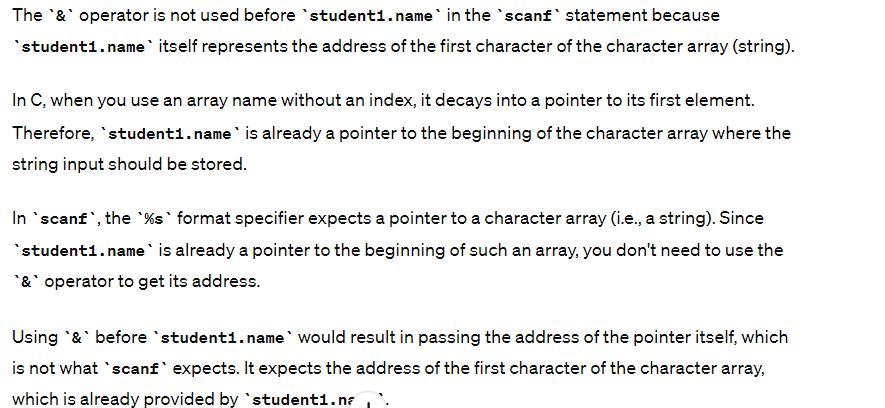 The `&` operator is not used before `student1.name` in the `scanf` statement because
`student1.name` itself represents the address of the first character of the character array (string).
In C, when you use an array name without an index, it decays into a pointer to its first element.
Therefore, `student1.name` is already a pointer to the beginning of the character array where the
string input should be stored.
In `scanf`, the `%s` format specifier expects a pointer to a character array (i.e., a string). Since
`student1.name` is already a pointer to the beginning of such an array, you don't need to use the
`&` operator to get its address.
Using `&` before `student1.name` would result in passing the address of the pointer itself, which
is not what `scanf` expects. It expects the address of the first character of the character array,
which is already provided by